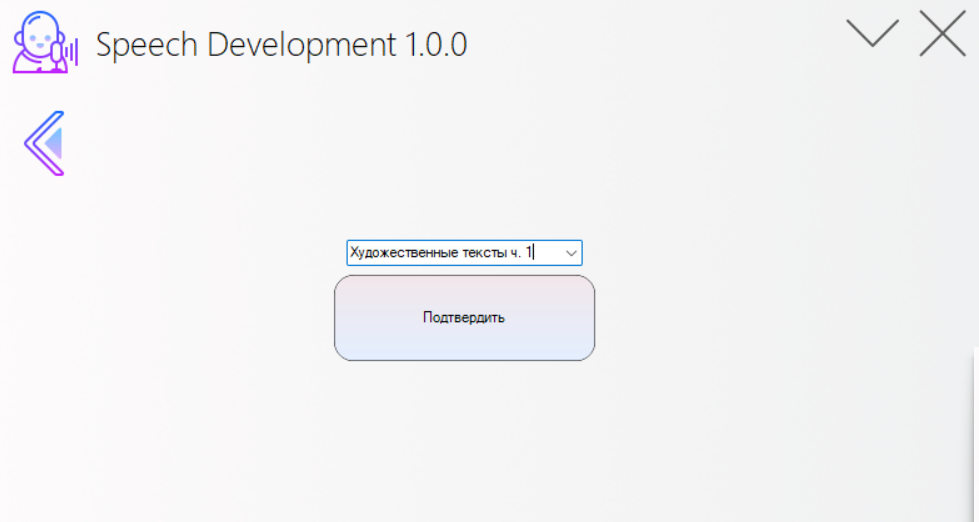 Speech Development 1.0.0
Художественные тексты ч. 1
Подтвердить